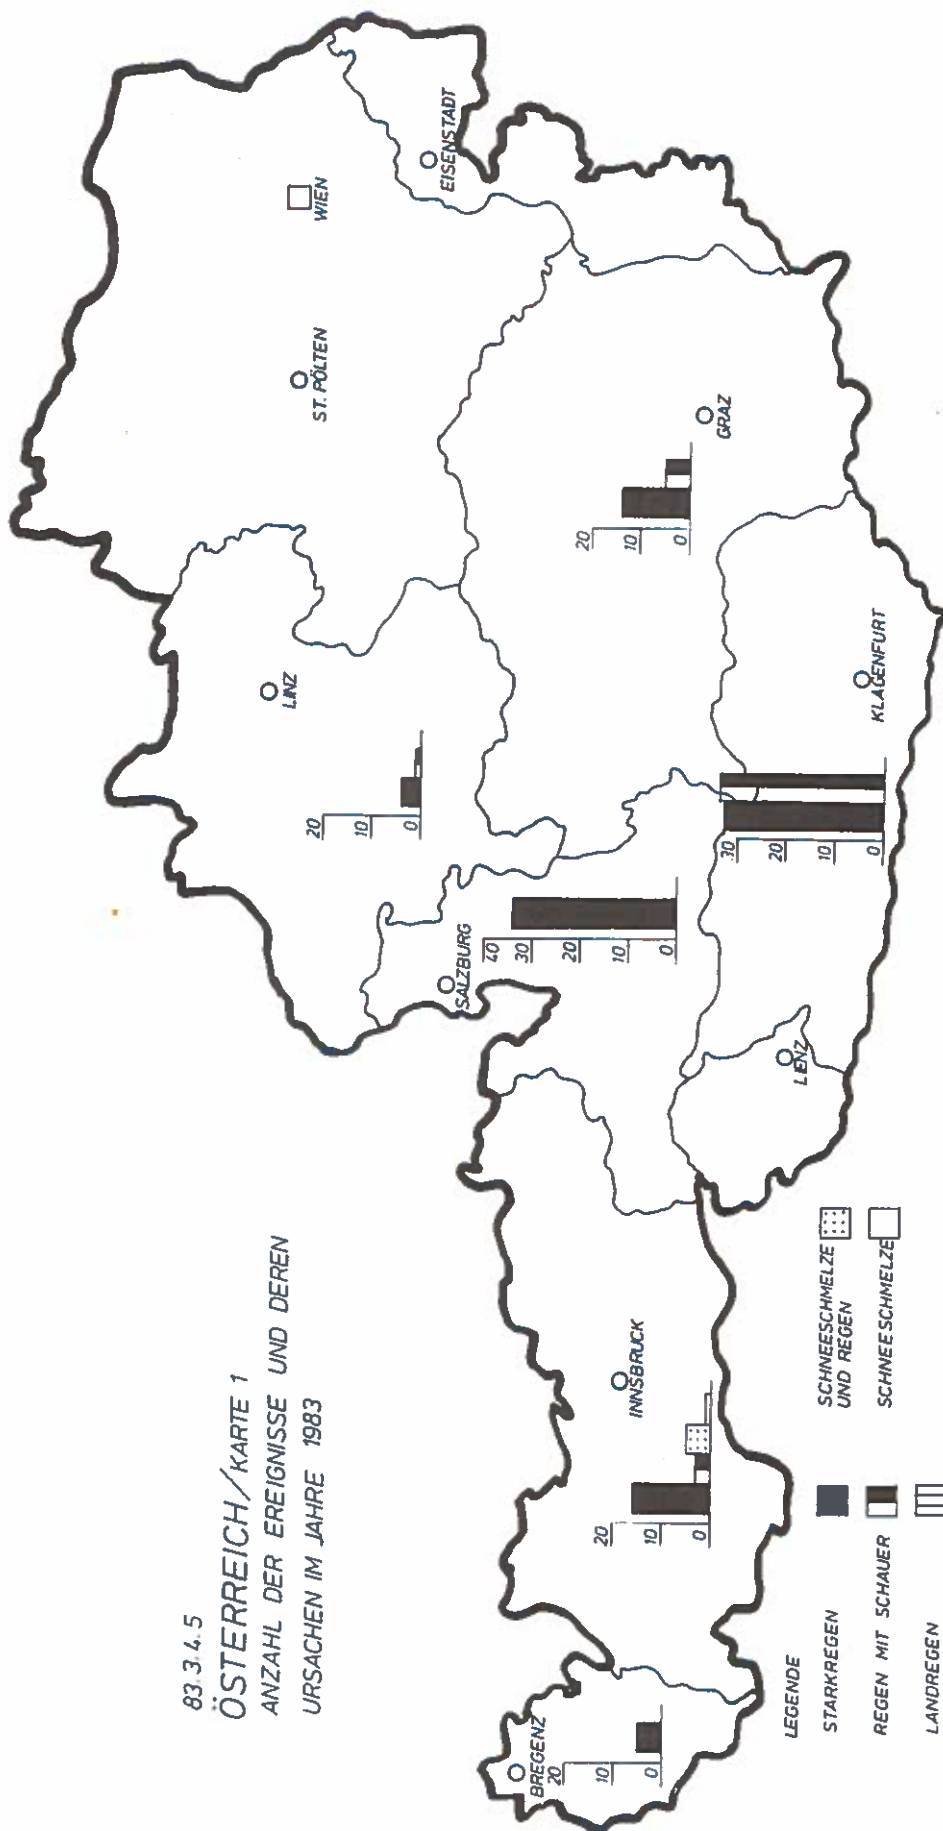 83.3.4.5
ÖSTERREICH/KARTE 1
ANZAHL DER EREIGNISSE UND DEREN
URSACHEN IM JAHRE 1983
BREGENZ
20
10
0
INNSBRUCK
20
10
0
SALZBURG
40
30
20
10
0
LIENZ
LINZ
20
10
0
30
20
10
0
KLAGENFURT
20
10
0
GRAZ
ST. PÖLTEN
WIEN
EISENSTADT
LEGENDE
STARKREGEN
REGEN MIT SCHAUER
LANDREGEN
SCHNEESCHMELZE
UND REGEN
SCHNEESCHMELZE